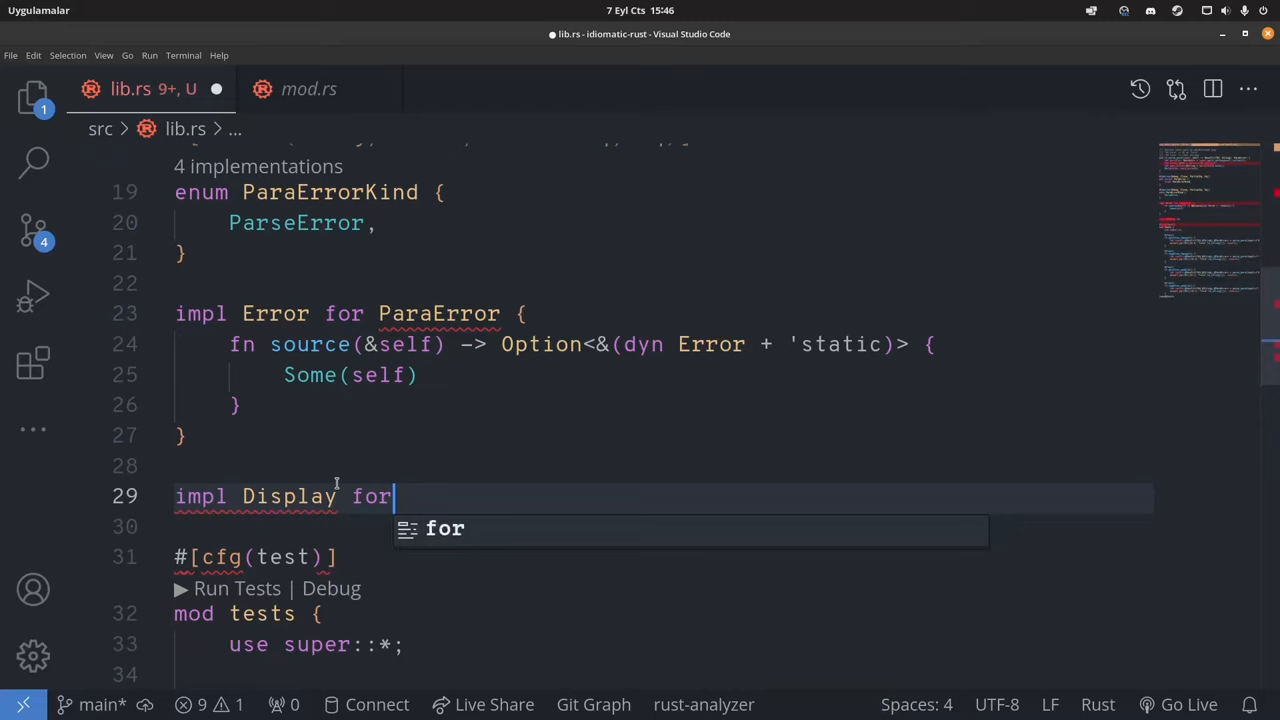 Uygulamalar
7 Eyl Cts 15:46
● lib.rs - idiomatic-rust - Visual Studio Code
File Edit Selection View Go Run Terminal Help
lib.rs 9+, U
mod.rs
src > lib.rs > ...
1
4
4 implementations
19 enum ParaErrorKind {
20 ParseError,
21 }
22
23 impl Error for ParaError {
24 fn source(&self) -> Option<&(dyn Error + 'static)> {
25 Some(self)
26 }
27 }
28
29 impl Display for
for
30
31 #[cfg(test)]
▶ Run Tests | Debug
32 mod tests {
33 use super::*;
34
main* 9 1 0 Connect Live Share Git Graph rust-analyzer Spaces: 4 UTF-8 LF Rust Go Live